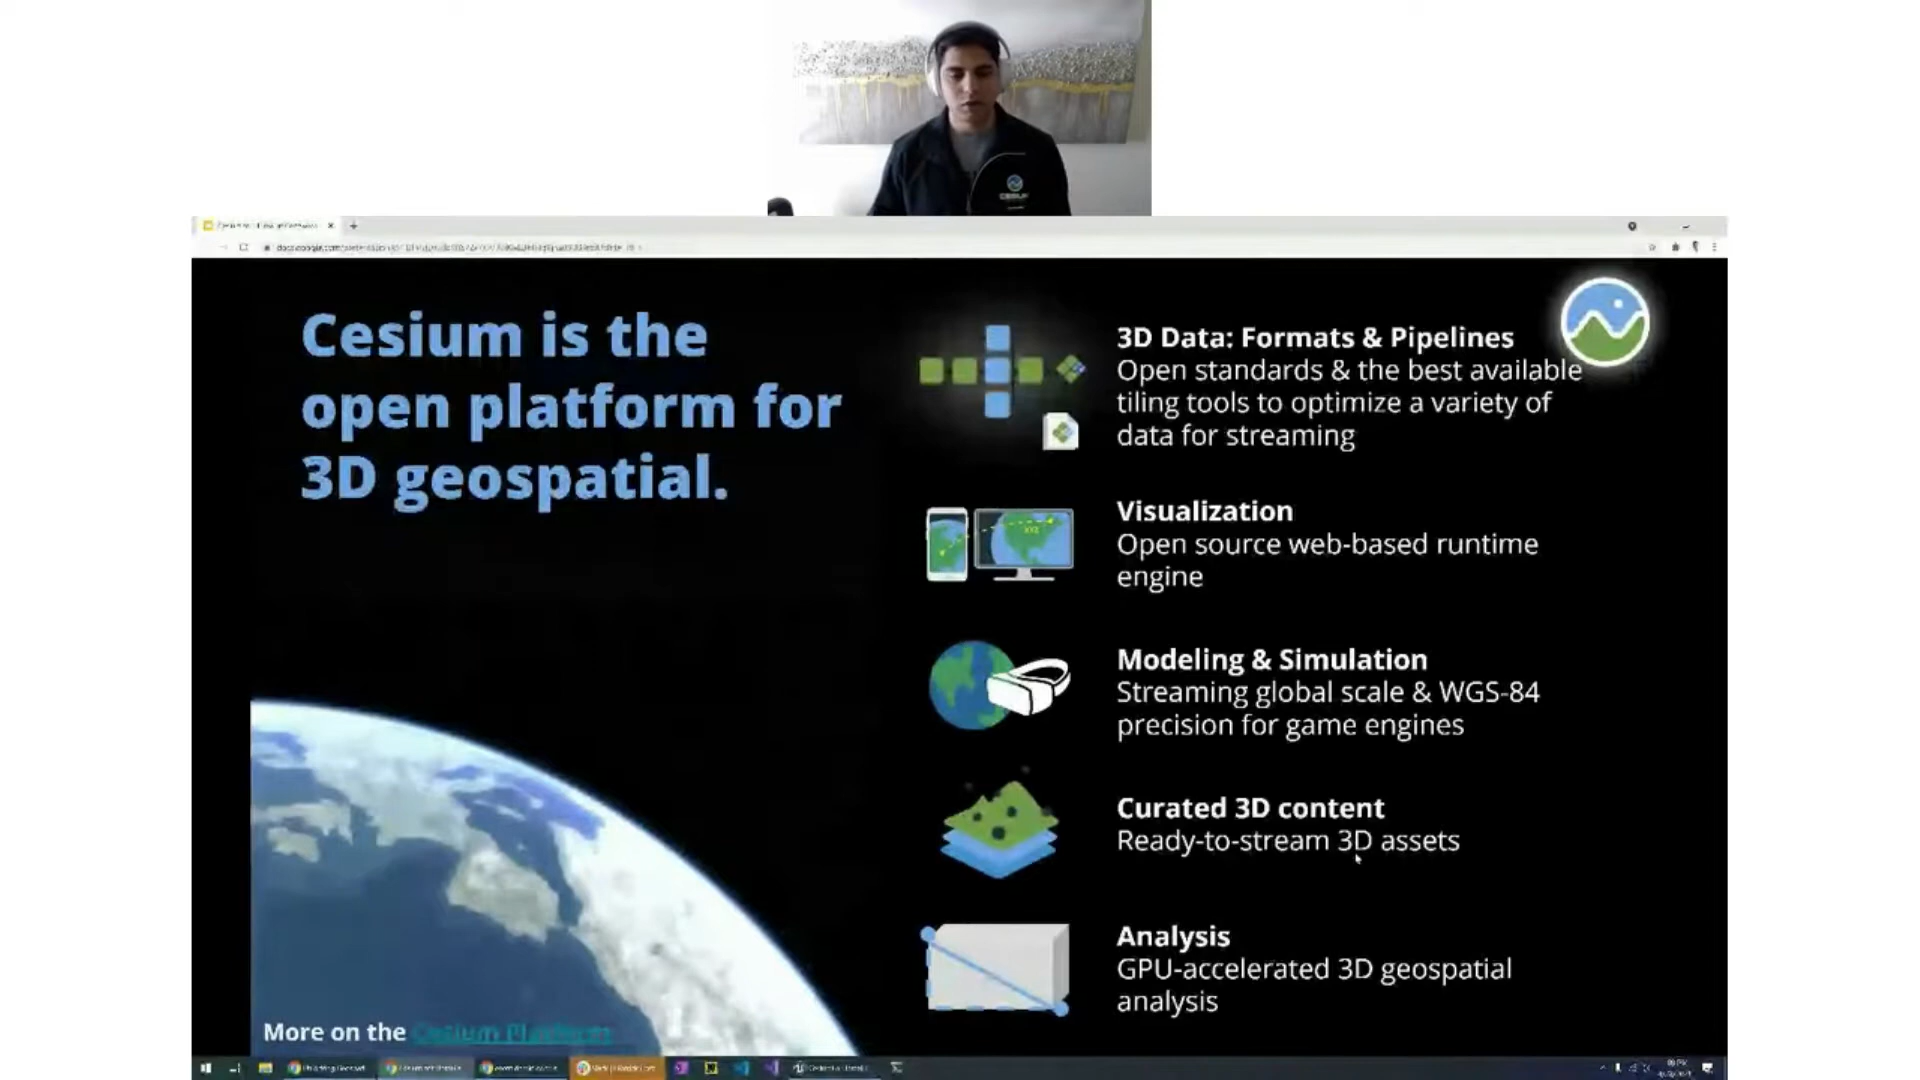 CESIUM
Cesium is the
open platform for
3D geospatial.
3D Data: Formats & Pipelines
Open standards & the best available
tiling tools to optimize a variety of
data for streaming
Visualization
Open source web-based runtime
engine
Modeling & Simulation
Streaming global scale & WGS-84
precision for game engines
Curated 3D content
Ready-to-stream 3D assets
Analysis
GPU-accelerated 3D geospatial
analysis
More on the Cesium Platform